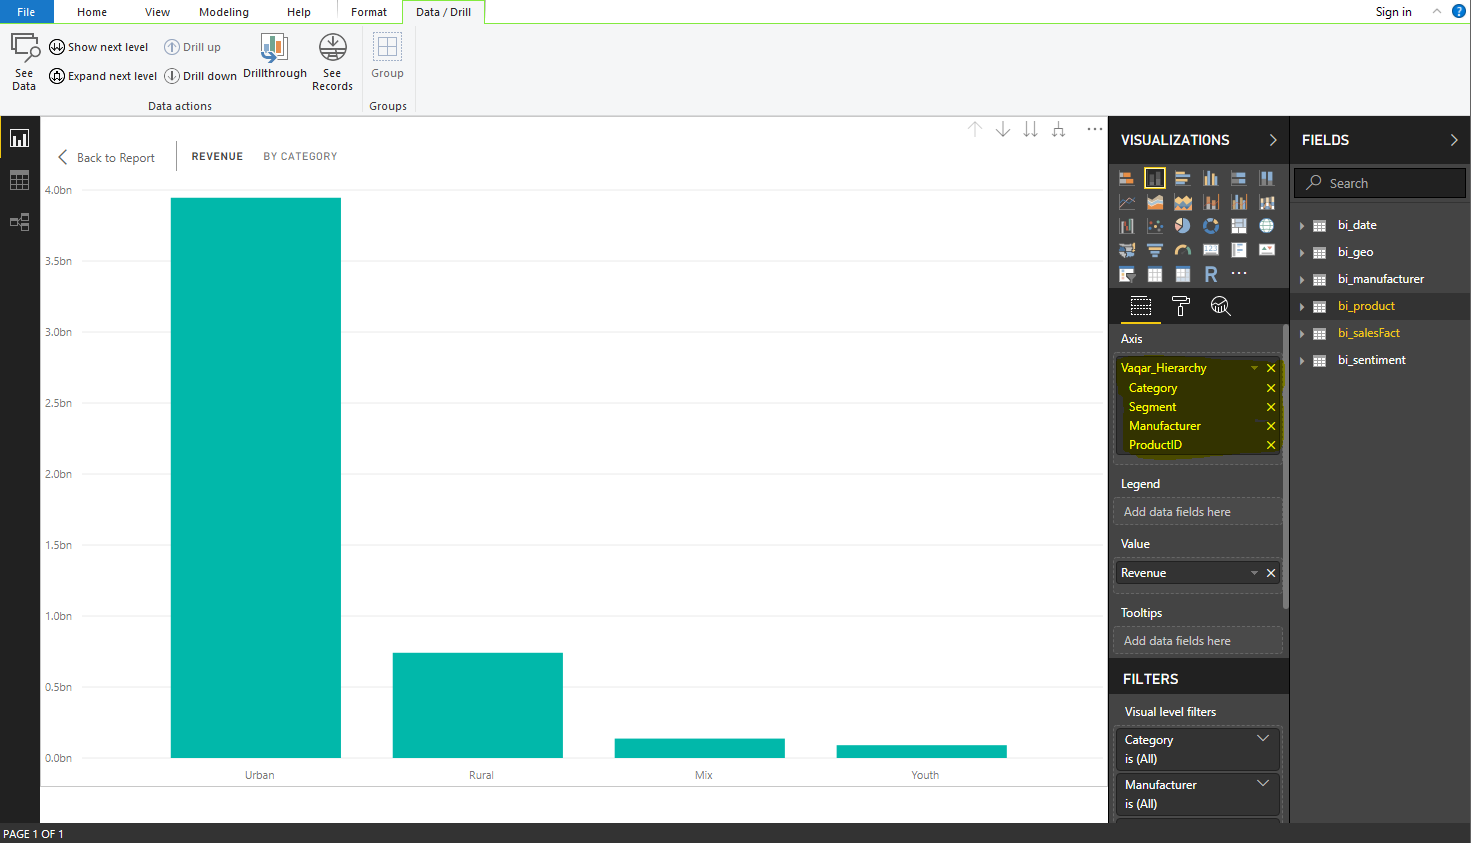 File Home View Modeling Help Format Data / Drill Sign in ?
See Data
Show next level
Expand next level
Drill up
Drill down
Drillthrough
See Records
Group
Data actions
Groups
Back to Report
REVENUE BY CATEGORY
4.0bn
3.5bn
3.0bn
2.5bn
2.0bn
1.5bn
1.0bn
0.5bn
0.0bn
Urban Rural Mix Youth
VISUALIZATIONS
123
R
Axis
Vaqar_Hierarchy
Category
Segment
Manufacturer
ProductID
Legend
Add data fields here
Value
Revenue
Tooltips
Add data fields here
FILTERS
Visual level filters
Category
is (All)
Manufacturer
is (All)
FIELDS
Search
bi_date
bi_geo
bi_manufacturer
bi_product
bi_salesFact
bi_sentiment
PAGE 1 OF 1